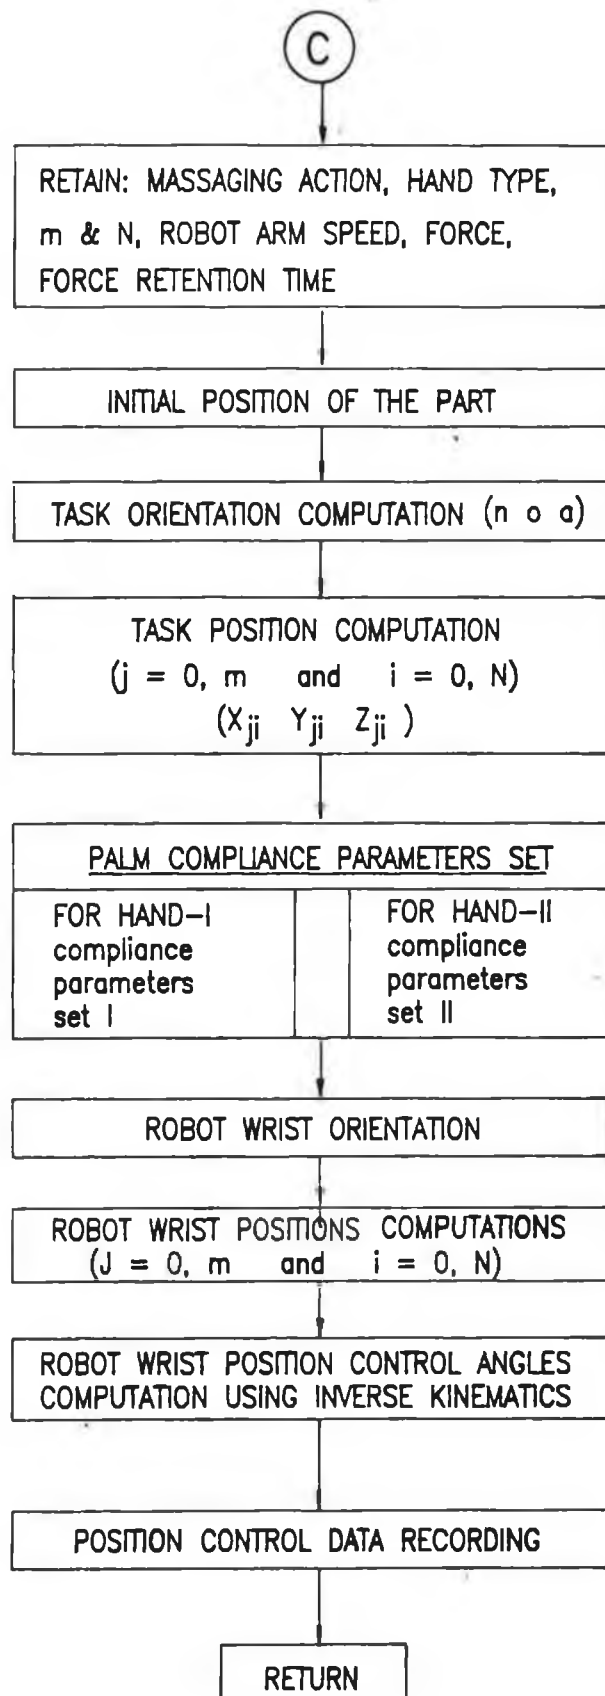 C
RETAIN: MASSAGING ACTION, HAND TYPE,
m & N, ROBOT ARM SPEED, FORCE,
FORCE RETENTION TIME
INITIAL POSITION OF THE PART
TASK ORIENTATION COMPUTATION (n o a)
TASK POSITION COMPUTATION
(j = 0, m and i = 0, N)
(Xji Yji Zji )
PALM COMPLIANCE PARAMETERS SET
FOR HAND-I
compliance
parameters
set I
FOR HAND-II
compliance
parameters
set II
ROBOT WRIST ORIENTATION
ROBOT WRIST POSITIONS COMPUTATIONS
(J = 0, m and i = 0, N)
ROBOT WRIST POSITION CONTROL ANGLES
COMPUTATION USING INVERSE KINEMATICS
POSITION CONTROL DATA RECORDING
RETURN